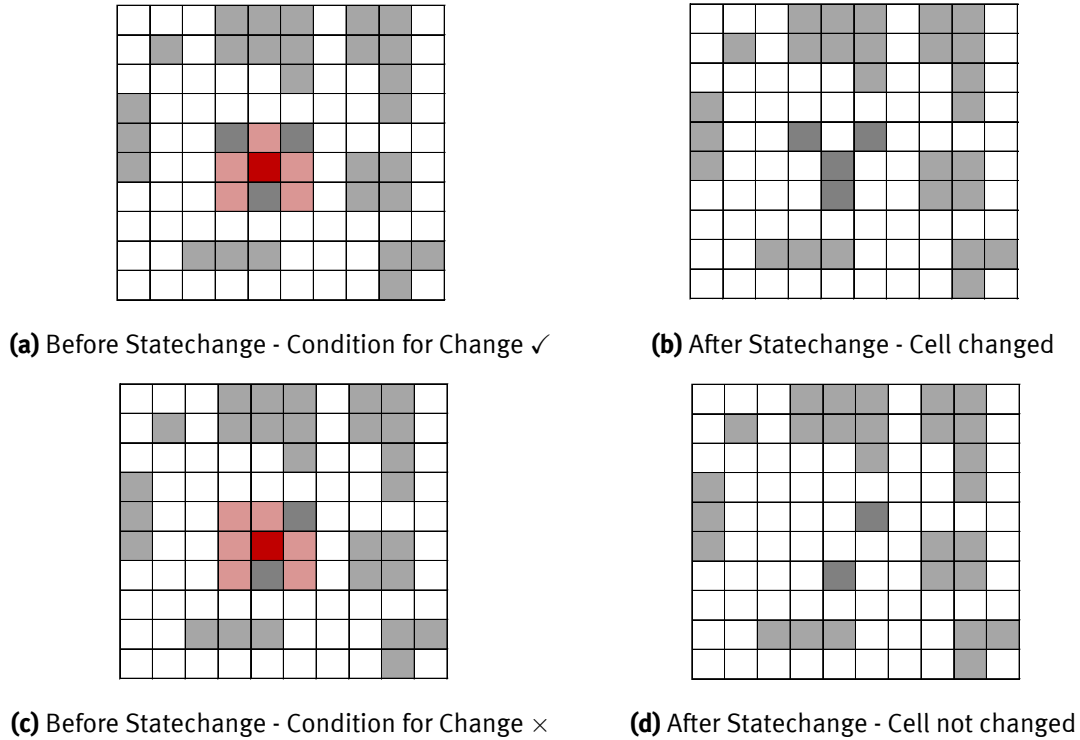 (a) Before Statechange - Condition for Change ✓
(b) After Statechange - Cell changed
(c) Before Statechange - Condition for Change ×
(d) After Statechange - Cell not changed